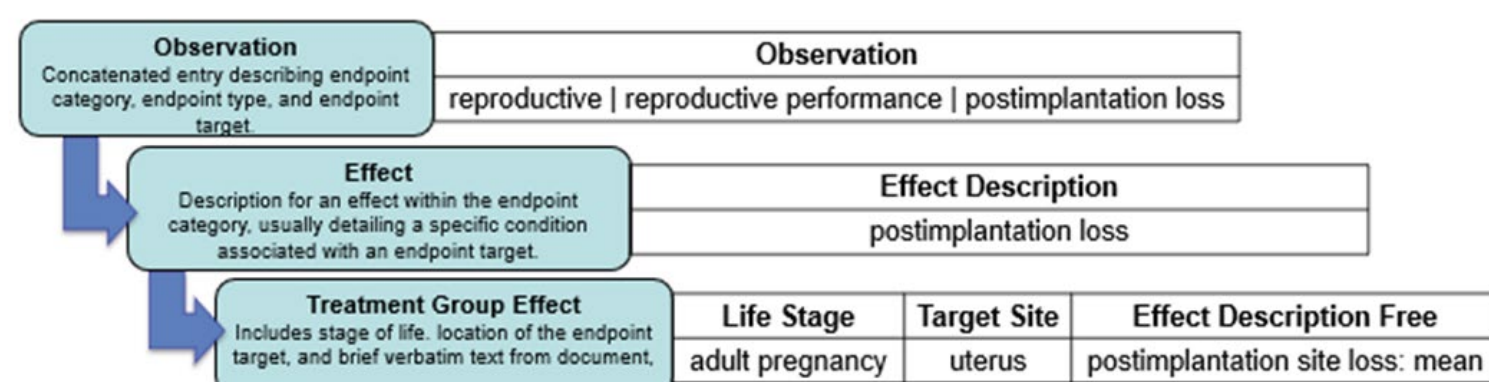 Observation
Concatenated entry describing endpoint
category, endpoint type, and endpoint
target.
Observation
reproductive | reproductive performance | postimplantation loss
Effect
Description for an effect within the endpoint
category, usually detailing a specific condition
associated with an endpoint target.
Effect Description
postimplantation loss
Treatment Group Effect
Includes stage of life. location of the endpoint
target, and brief verbatim text from document,
Life Stage Target Site Effect Description Free
adult pregnancy uterus postimplantation site loss: mean